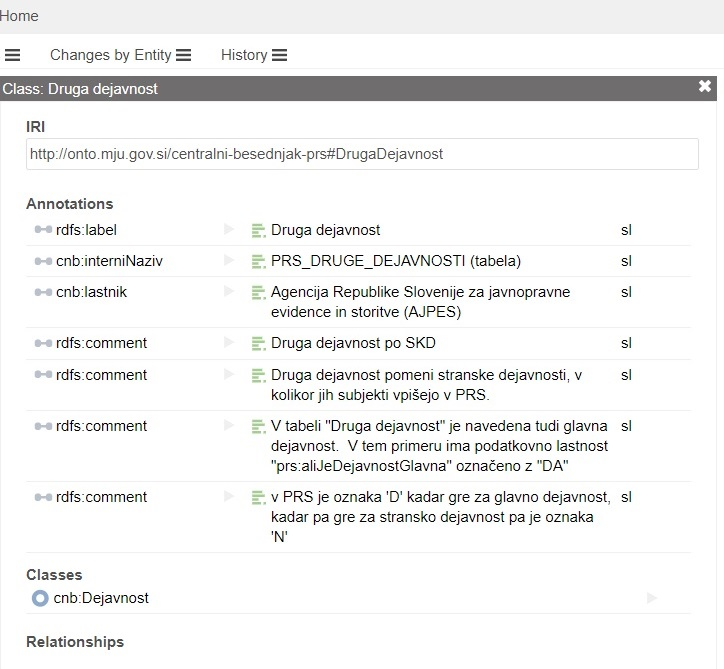 Home
Changes by Entity
History
Class: Druga dejavnost
IRI
http://onto.mju.gov.si/centralni-besednjak-prs#DrugaDejavnost
Annotations
rdfs:label Druga dejavnost sl
cnb:interniNaziv PRS_DRUGE_DEJAVNOSTI (tabela) sl
cnb:lastnik Agencija Republike Slovenije za javnopravne sl
evidence in storitve (AJPES)
rdfs:comment Druga dejavnost po SKD sl
rdfs:comment Druga dejavnost pomeni stranske dejavnosti, v sl
kolikor jih subjekti vpišejo v PRS.
rdfs:comment V tabeli "Druga dejavnost" je navedena tudi glavna sl
dejavnost. V tem primeru ima podatkovno lastnost
"prs:aliJeDejavnostGlavna" označeno z "DA"
rdfs:comment v PRS je oznaka 'D' kadar gre za glavno dejavnost, sl
kadar pa gre za stransko dejavnost pa je oznaka
'N'
Classes
cnb:Dejavnost
Relationships